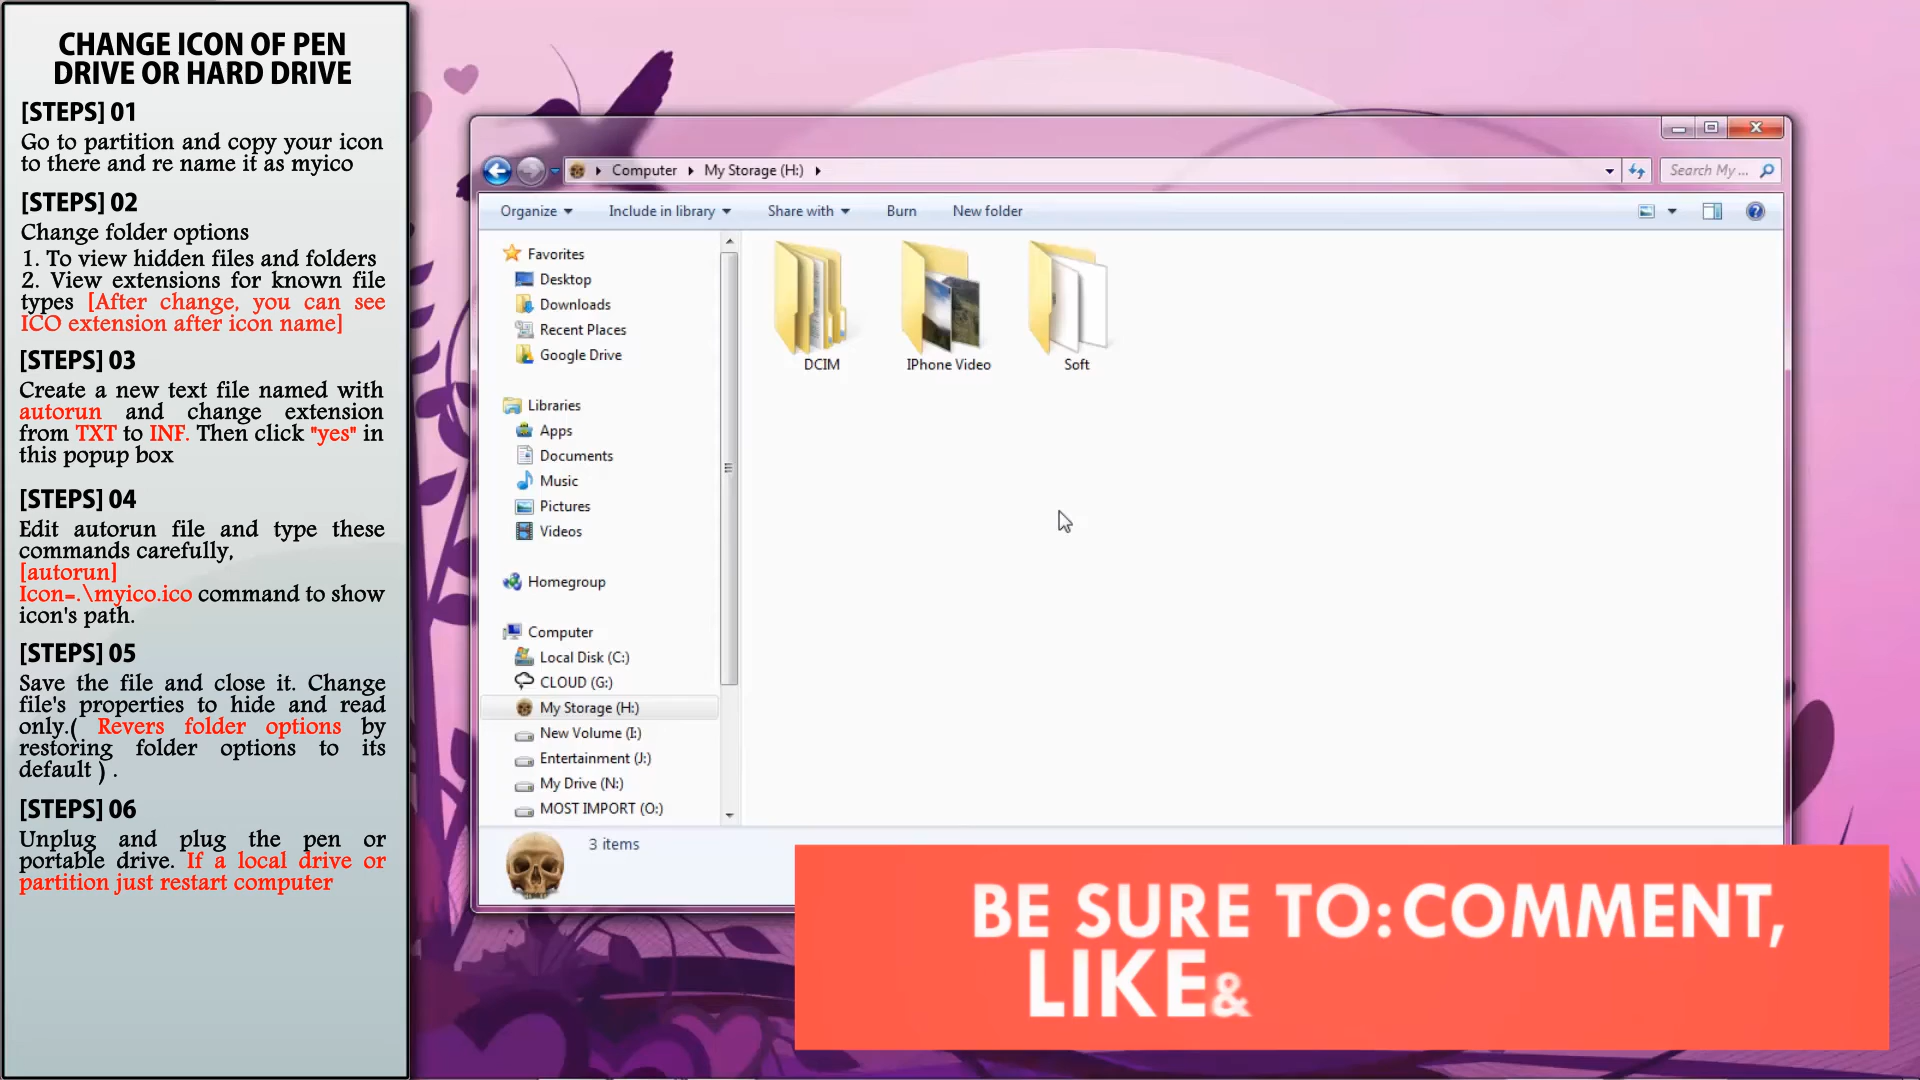 CHANGE ICON OF PEN
DRIVE OR HARD DRIVE
[STEPS] 01
Go to partition and copy your icon
to there and re name it as myico
[STEPS] 02
Change folder options
1. To view hidden files and folders
2. View extensions for known file
types [After change, you can see
ICO extension after icon name]
[STEPS] 03
Create a new text file named with
autorun and change extension
from TXT to INF. Then click "yes" in
this popup box
[STEPS] 04
Edit autorun file and type these
commands carefully,
[autorun]
Icon=.\myico.ico command to show
icon's path.
[STEPS] 05
Save the file and close it. Change
file's properties to hide and read
only.( Revers folder options by
restoring folder options to its
default ) .
[STEPS] 06
Unplug and plug the pen or
portable drive. If a local drive or
partition just restart computer
Computer My Storage (H:)
Search My ...
Organize Include in library Share with Burn New folder
Favorites
Desktop
Downloads
Recent Places
Google Drive
Libraries
Apps
Documents
Music
Pictures
Videos
Homegroup
Computer
Local Disk (C:)
CLOUD (G:)
My Storage (H:)
New Volume (I:)
Entertainment (J:)
My Drive (N:)
MOST IMPORT (O:)
DCIM
IPhone Video
Soft
3 items
BE SURE TO:COMMENT,
LIKE&